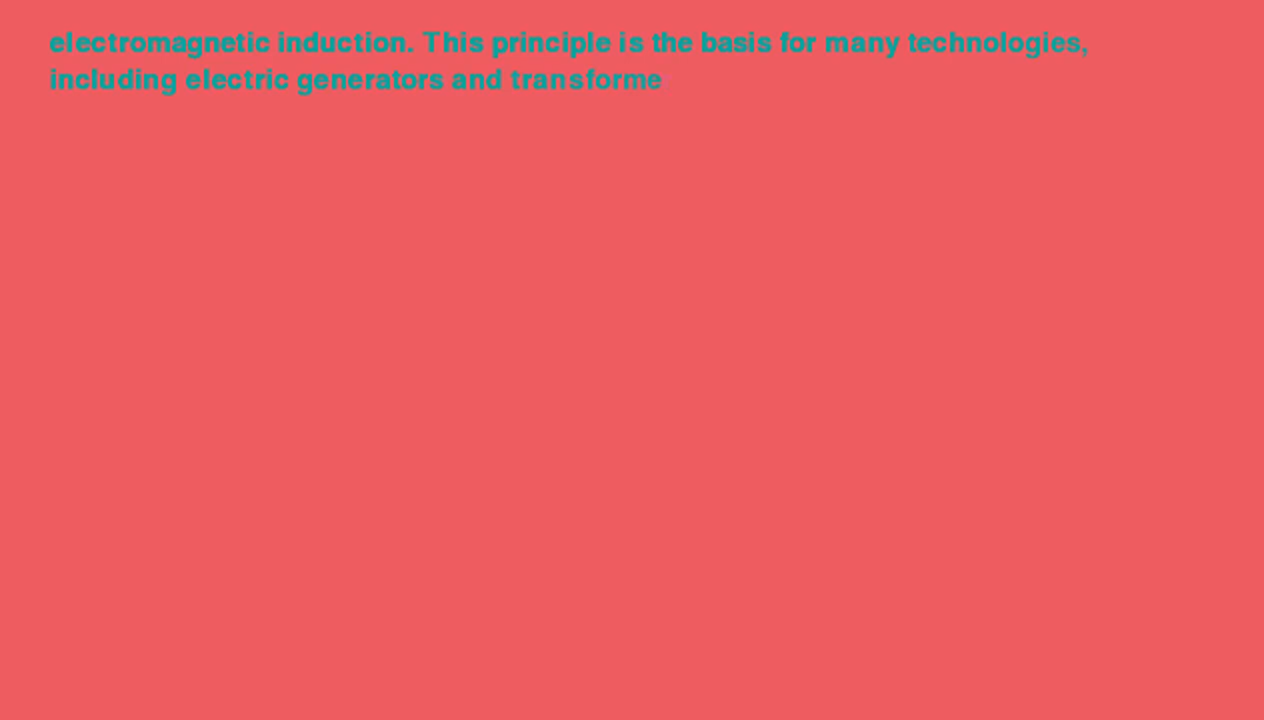 electromagnetic induction. This principle is the basis for many technologies,
including electric generators and transforme